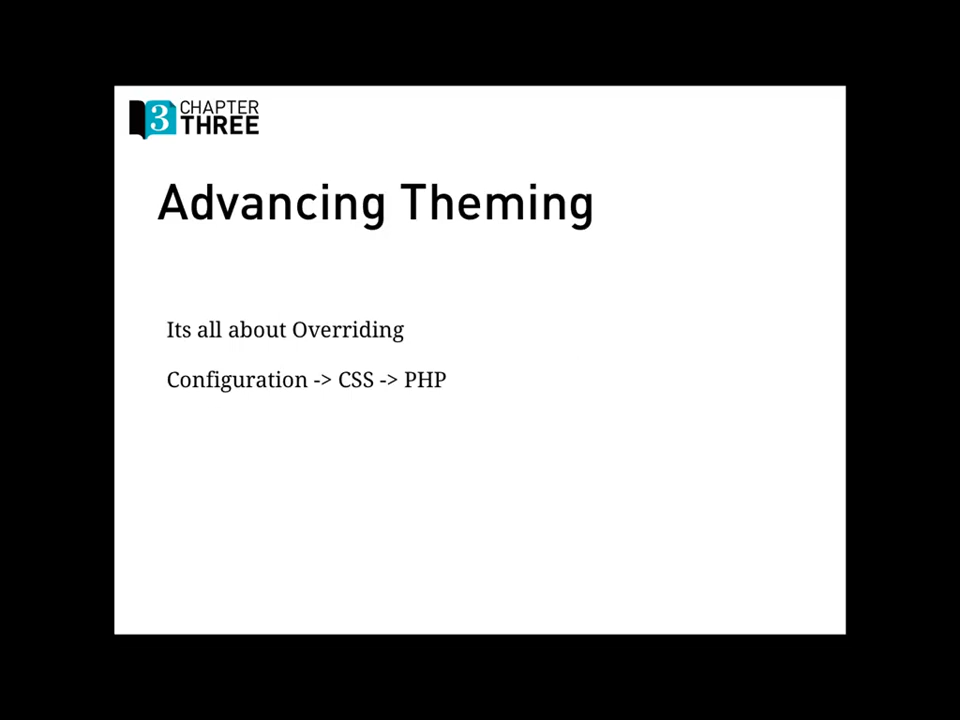 3 CHAPTER
THREE
Advancing Theming
Its all about Overriding
Configuration -> CSS -> PHP